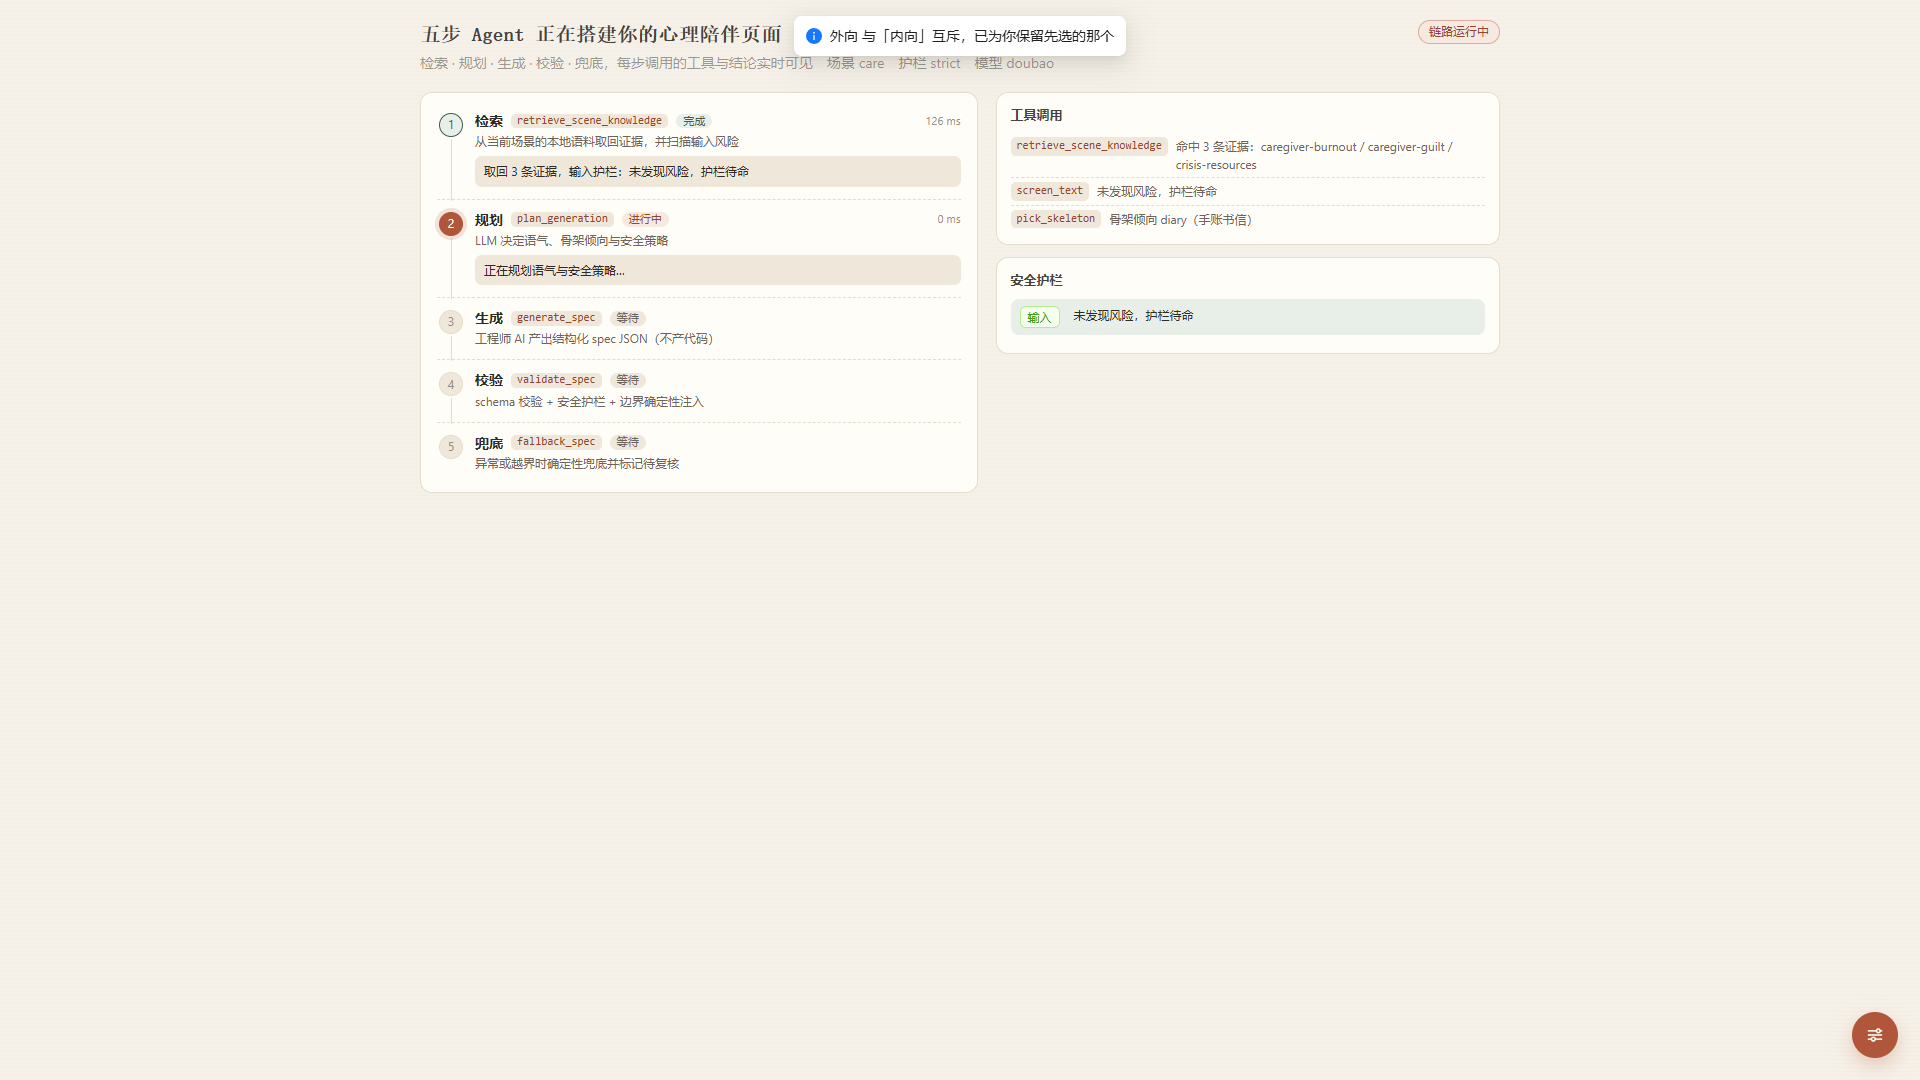 五步 Agent 正在搭建你的心理陪伴页面
外向 与「内向」互斥，已为你保留先选的那个
链路运行中
检索 · 规划 · 生成 · 校验 · 兜底，每步调用的工具与结论实时可见 场景 care 护栏 strict 模型 doubao
1 检索 retrieve_scene_knowledge 完成 126 ms
从当前场景的本地语料取回证据，并扫描输入风险
取回 3 条证据，输入护栏：未发现风险，护栏待命
2 规划 plan_generation 进行中 0 ms
LLM 决定语气、骨架倾向与安全策略
正在规划语气与安全策略...
3 生成 generate_spec 等待
工程师 AI 产出结构化 spec JSON（不产代码）
4 校验 validate_spec 等待
schema 校验 + 安全护栏 + 边界确定性注入
5 兜底 fallback_spec 等待
异常或越界时确定性兜底并标记待复核
工具调用
retrieve_scene_knowledge 命中 3 条证据：caregiver-burnout / caregiver-guilt /
crisis-resources
screen_text 未发现风险，护栏待命
pick_skeleton 骨架倾向 diary（手账书信）
安全护栏
输入 未发现风险，护栏待命